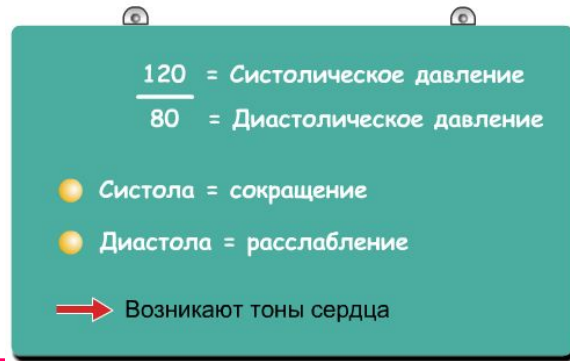 120 = Систолическое давление
80 = Диастолическое давление
Систола = сокращение
Диастола = расслабление
Возникают тоны сердца